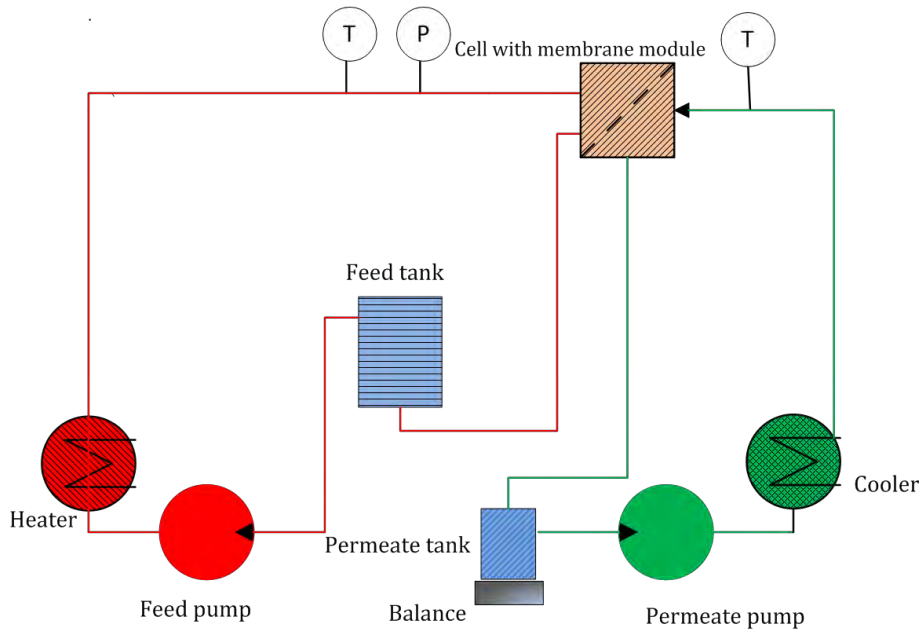 T
P
T
Cell with membrane module
Feed tank
Heater
Cooler
Permeate tank
Feed pump
Balance
Permeate pump